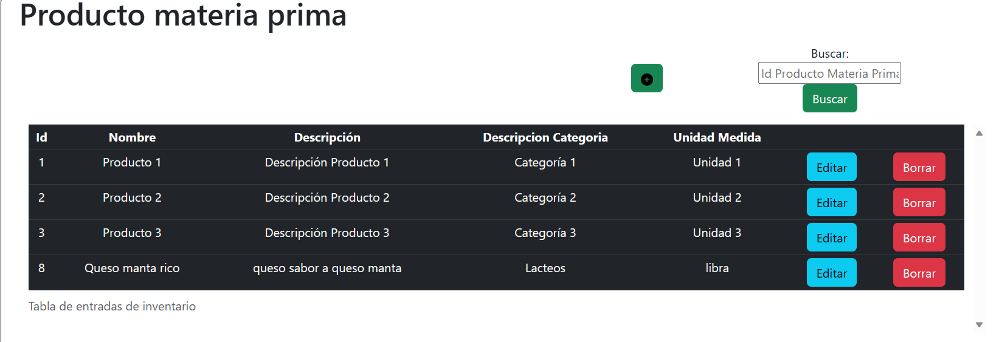 Producto materia prima
Buscar:
Id Producto Materia Prima
Buscar
Id Nombre Descripción Descripcion Categoria Unidad Medida
1 Producto 1 Descripción Producto 1 Categoría 1 Unidad 1 Editar Borrar
2 Producto 2 Descripción Producto 2 Categoría 2 Unidad 2 Editar Borrar
3 Producto 3 Descripción Producto 3 Categoría 3 Unidad 3 Editar Borrar
8 Queso manta rico queso sabor a queso manta Lacteos libra Editar Borrar
Tabla de entradas de inventario